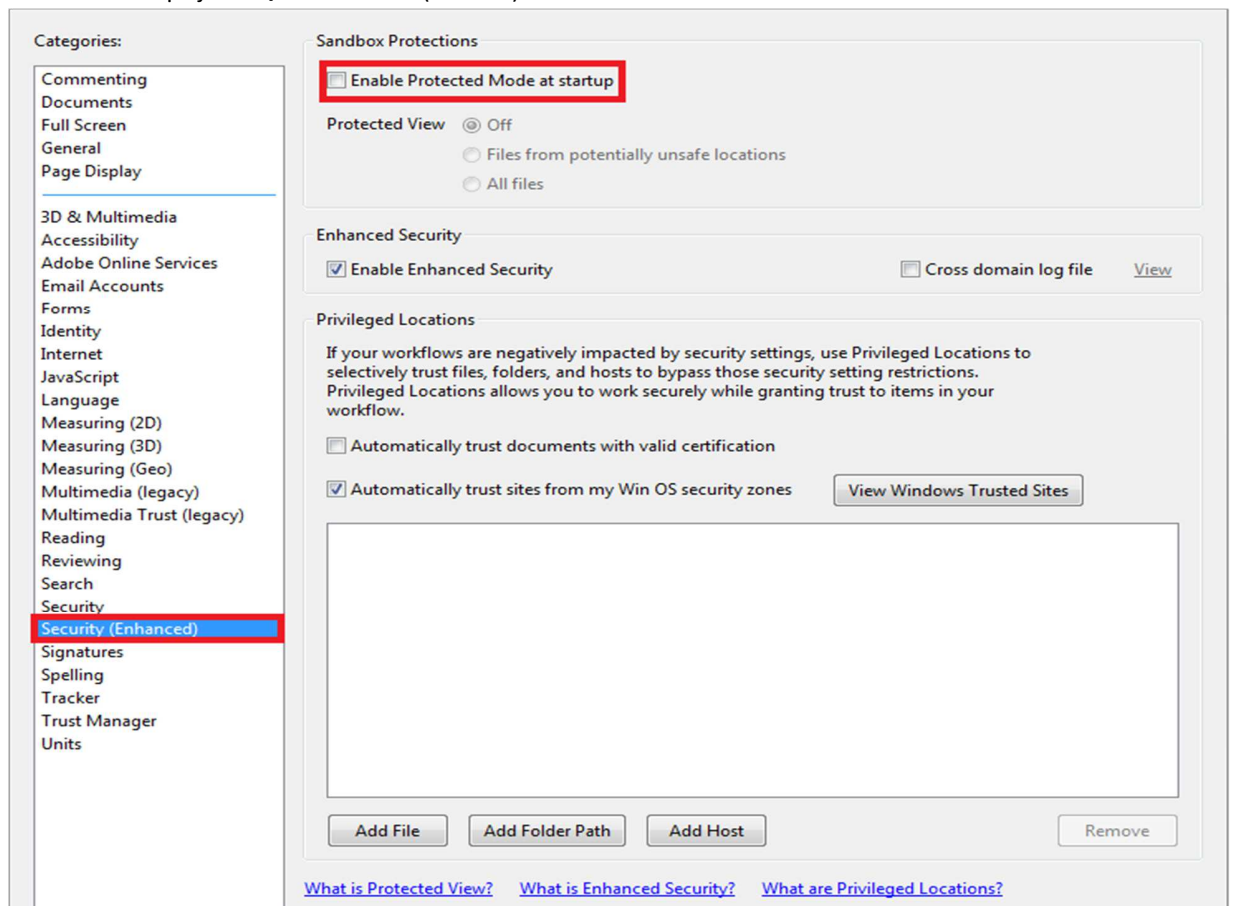 Categories:
Commenting
Documents
Full Screen
General
Page Display
3D & Multimedia
Accessibility
Adobe Online Services
Email Accounts
Forms
Identity
Internet
JavaScript
Language
Measuring (2D)
Measuring (3D)
Measuring (Geo)
Multimedia (legacy)
Multimedia Trust (legacy)
Reading
Reviewing
Search
Security
Security (Enhanced)
Signatures
Spelling
Tracker
Trust Manager
Units
Sandbox Protections
Enable Protected Mode at startup
Protected View Off
Files from potentially unsafe locations
All files
Enhanced Security
Enable Enhanced Security Cross domain log file View
Privileged Locations
If your workflows are negatively impacted by security settings, use Privileged Locations to
selectively trust files, folders, and hosts to bypass those security setting restrictions.
Privileged Locations allows you to work securely while granting trust to items in your
workflow.
Automatically trust documents with valid certification
Automatically trust sites from my Win OS security zones View Windows Trusted Sites
Add File Add Folder Path Add Host Remove
What is Protected View? What is Enhanced Security? What are Privileged Locations?